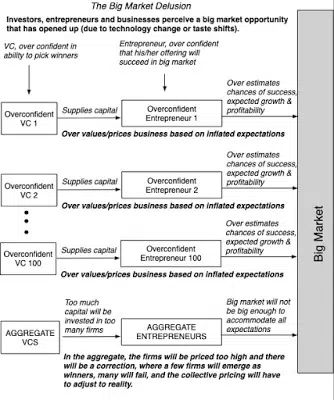 The Big Market Delusion
Investors, entrepreneurs and businesses perceive a big market opportunity
that has opened up (due to technology change or taste shifts).
VC, over confident in
ability to pick winners
Entrepreneur, over confident
that his/her offering will
succeed in big market
Overconfident
VC 1
Supplies capital
Overconfident
Entrepreneur 1
Over estimates
chances of success,
expected growth &
profitability
Over values/prices business based on inflated expectations
Overconfident
VC 2
Supplies capital
Overconfident
Entrepreneur 2
Over estimates
chances of success,
expected growth &
profitability
Over values/prices business based on inflated expectations
Overconfident
VC 100
Supplies capital
Overconfident
Entrepreneur 100
Over estimates
chances of success,
expected growth &
profitability
Over values/prices business based on inflated expectations
AGGREGATE
VCS
Too much
capital will be
invested in too
many firms
AGGREGATE
ENTREPRENEURS
Big market will not
be big enough to
accommodate all
expectations
In the aggregate, the firms will be priced too high and there
will be a correction, where a few firms will emerge as
winners, many will fail, and the collective pricing will have
to adjust to reality.
Big Market